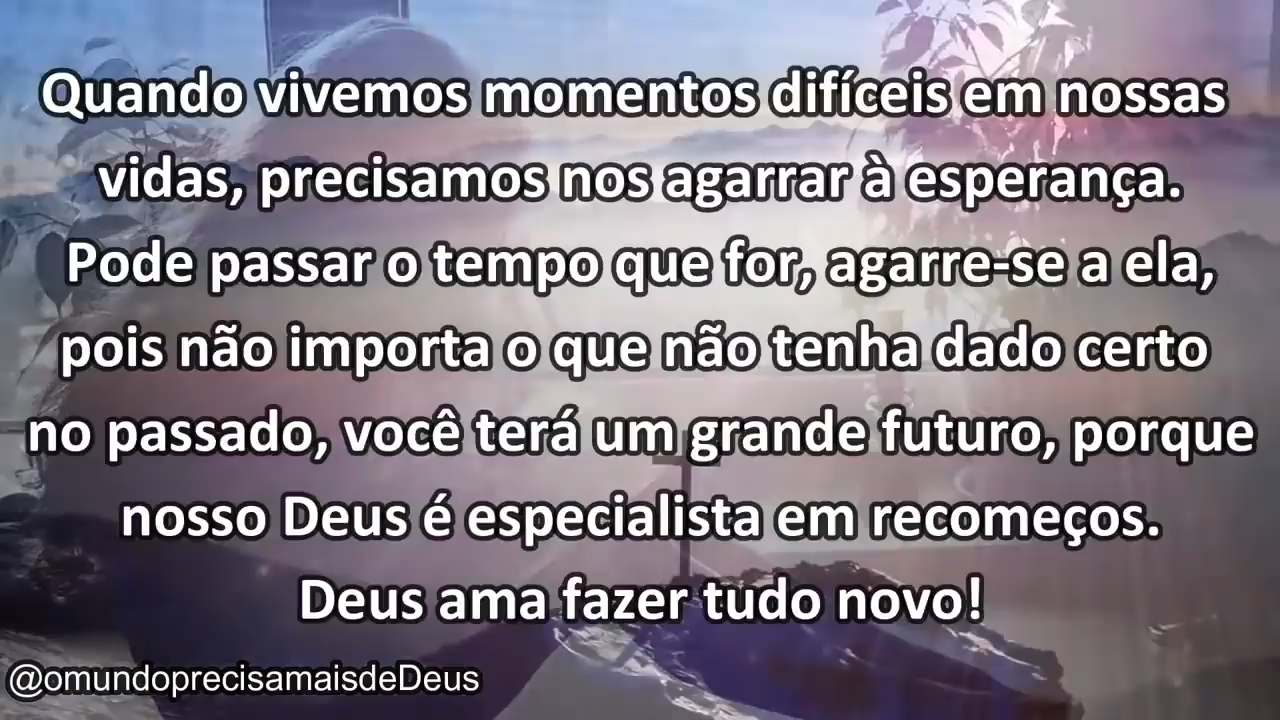 Quando vivemos momentos difíceis em nossas
vidas, precisamos nos agarrar à esperança.
Pode passar o tempo que for, agarre-se a ela,
pois não importa o que não tenha dado certo
no passado, você terá um grande futuro, porque
nosso Deus é especialista em recomeços.
Deus ama fazer tudo novo!
@omundoprecisamaisdeDeus